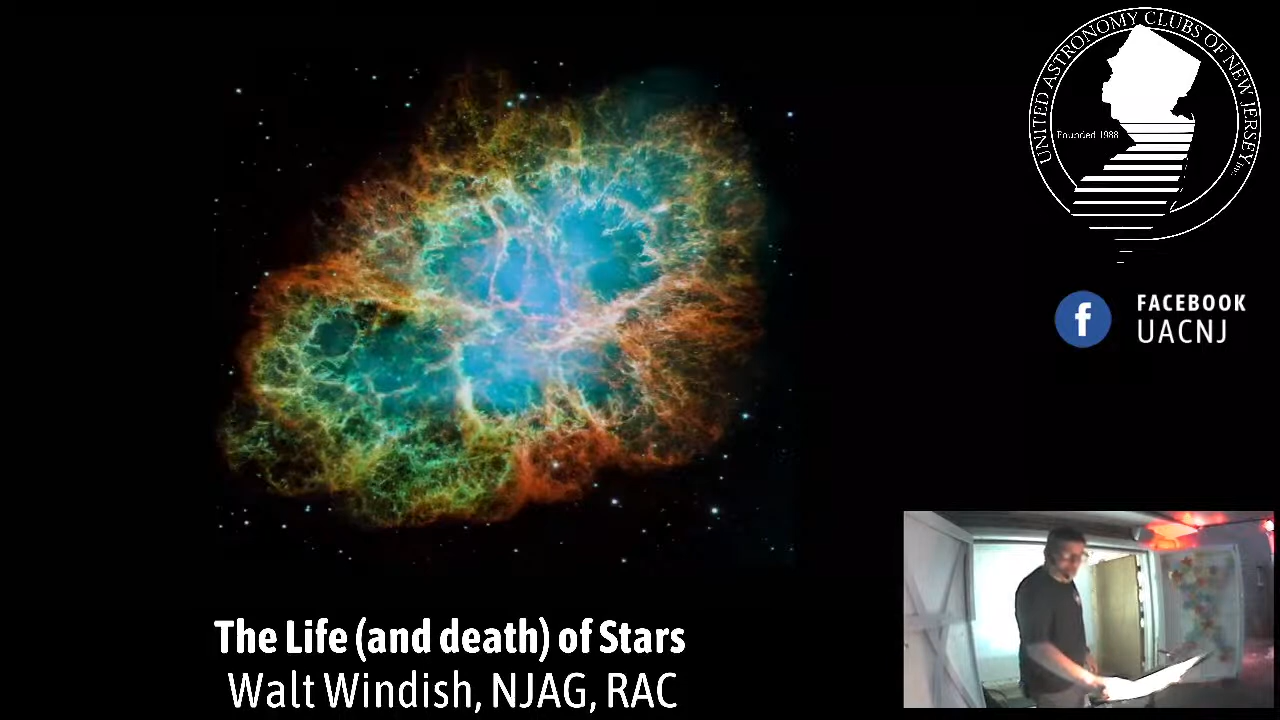 UNITED ASTRONOMY CLUBS OF NEW JERSEY, Inc.
Founded 1988
FACEBOOK
UACNJ
The Life (and death) of Stars
Walt Windish, NJAG, RAC